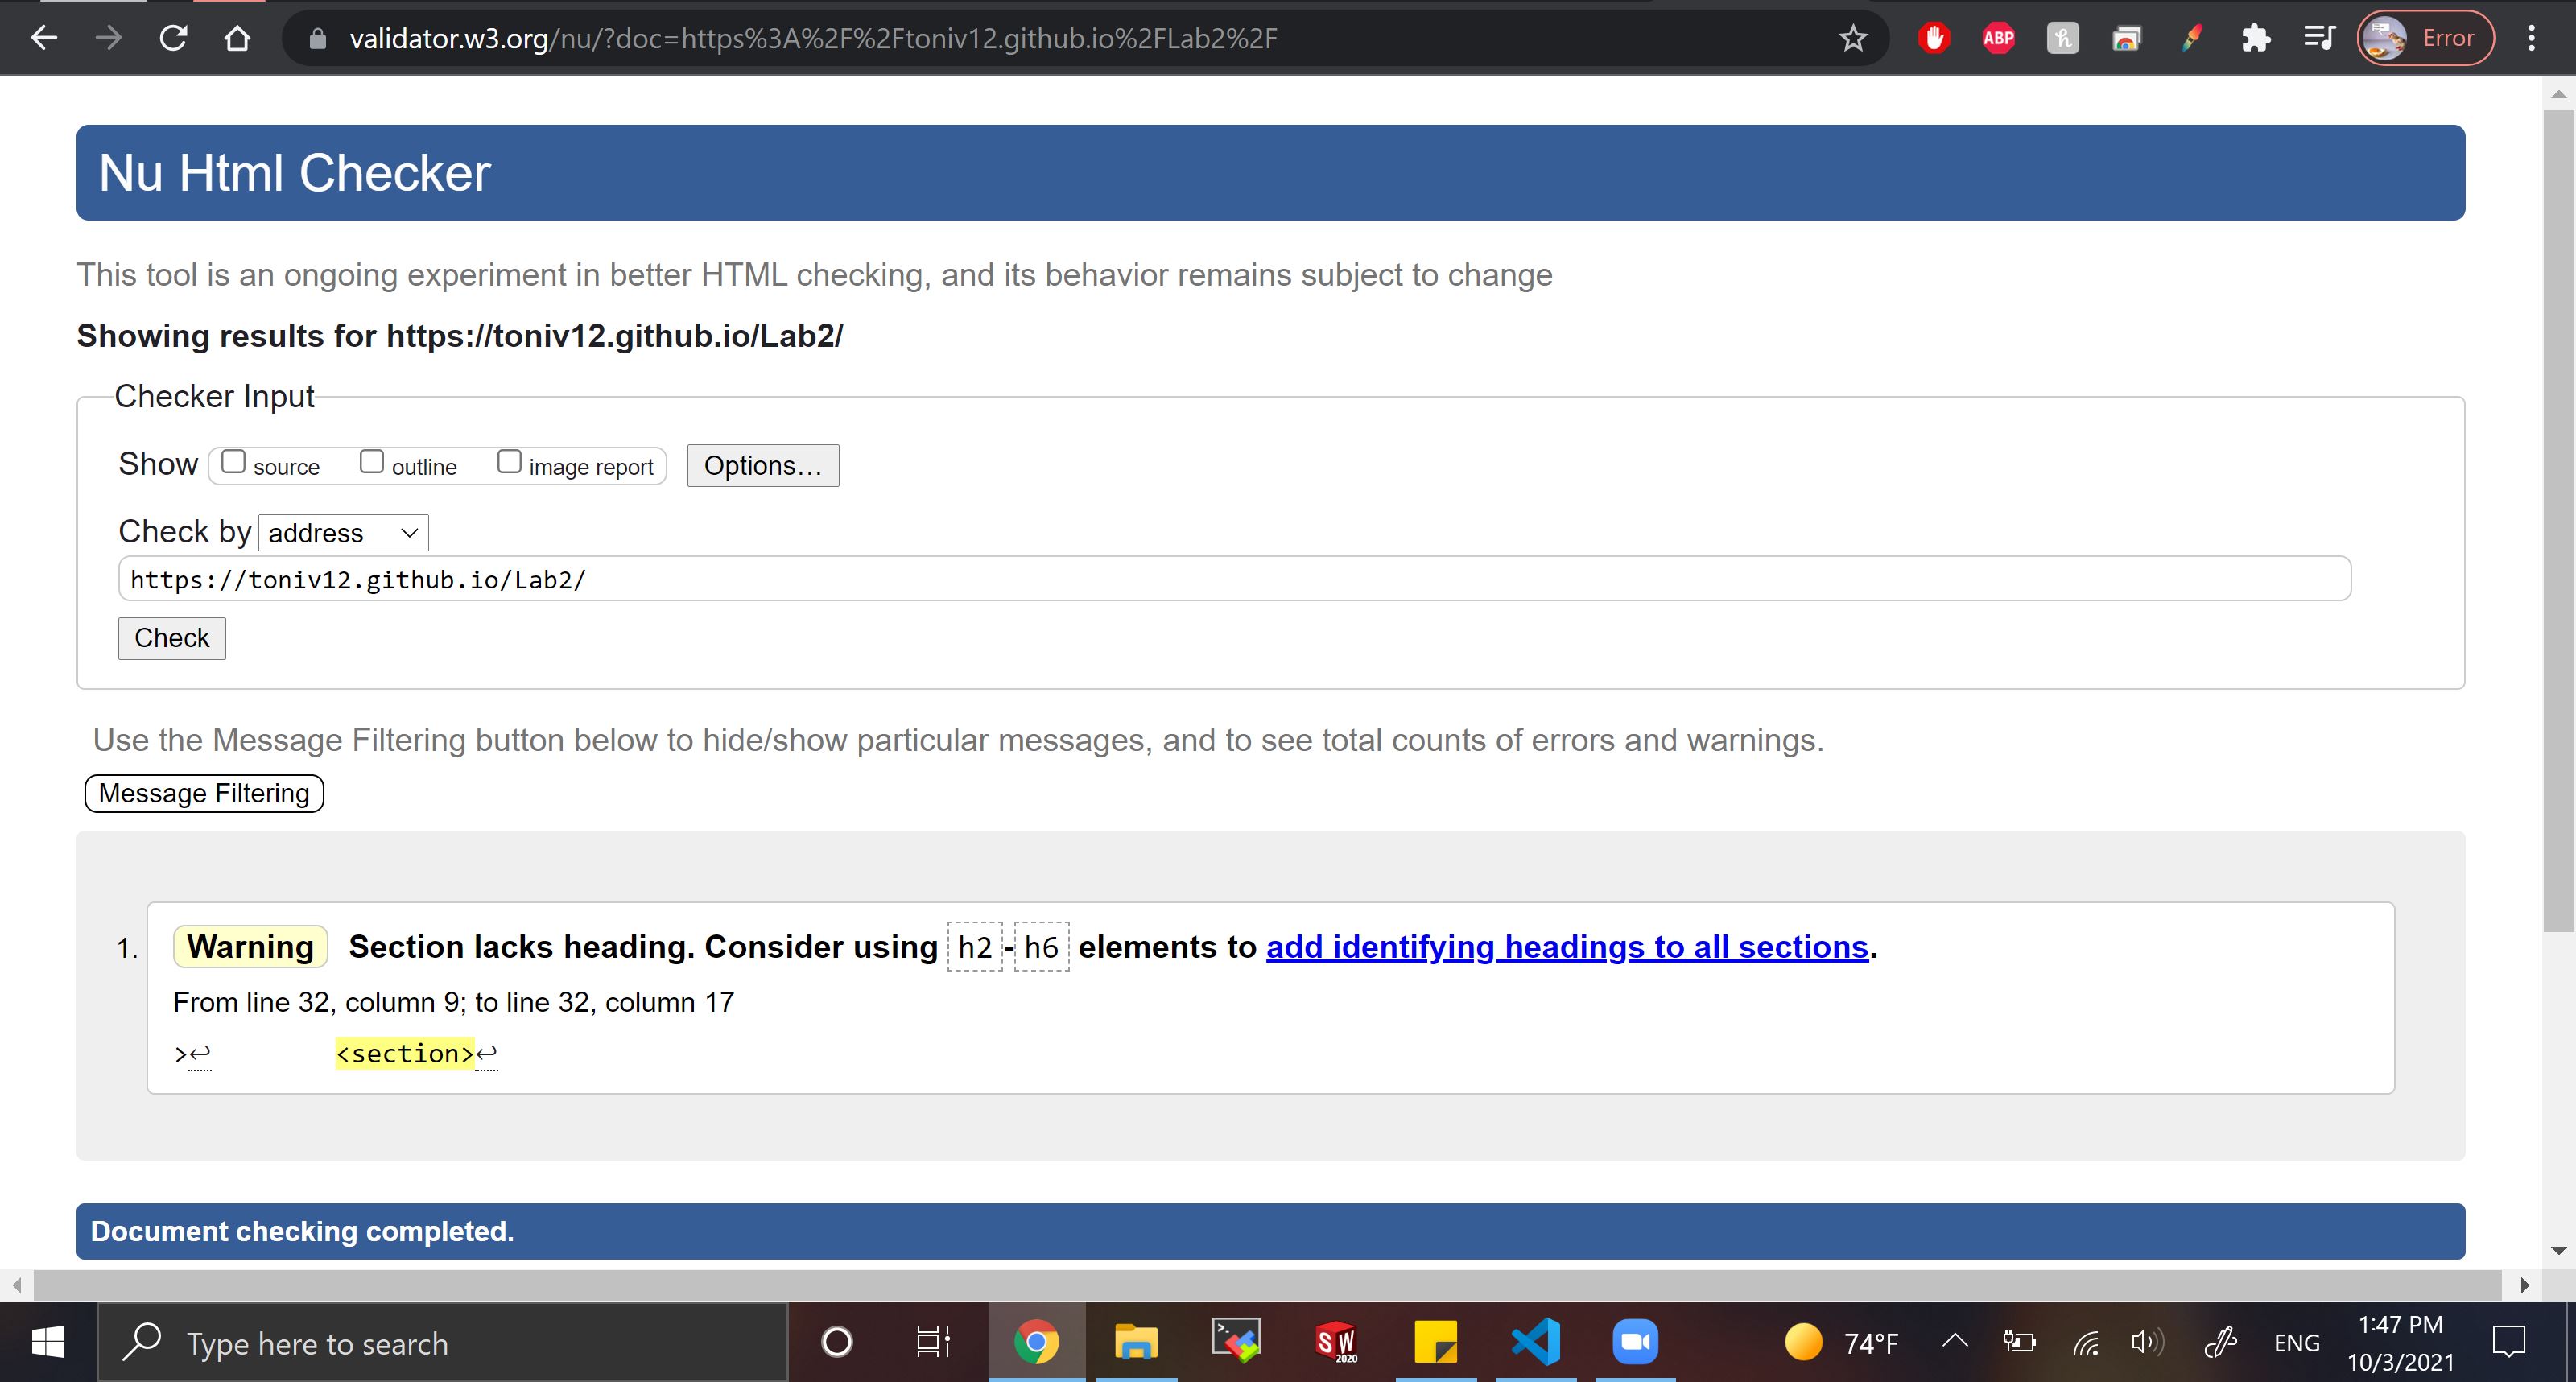 validator.w3.org/nu/?doc=https%3A%2F%2Ftoniv12.github.io%2FLab2%2F
ABP
h
Error
Nu Html Checker
This tool is an ongoing experiment in better HTML checking, and its behavior remains subject to change
Showing results for https://toniv12.github.io/Lab2/
Checker Input
Show source outline image report Options...
Check by address
https://toniv12.github.io/Lab2/
Check
Use the Message Filtering button below to hide/show particular messages, and to see total counts of errors and warnings.
Message Filtering
1. Warning Section lacks heading. Consider using h2-h6 elements to add identifying headings to all sections.
From line 32, column 9; to line 32, column 17
>↩ <section>↩
Document checking completed.
Type here to search
SW
2020
74°F
ENG
1:47 PM
10/3/2021